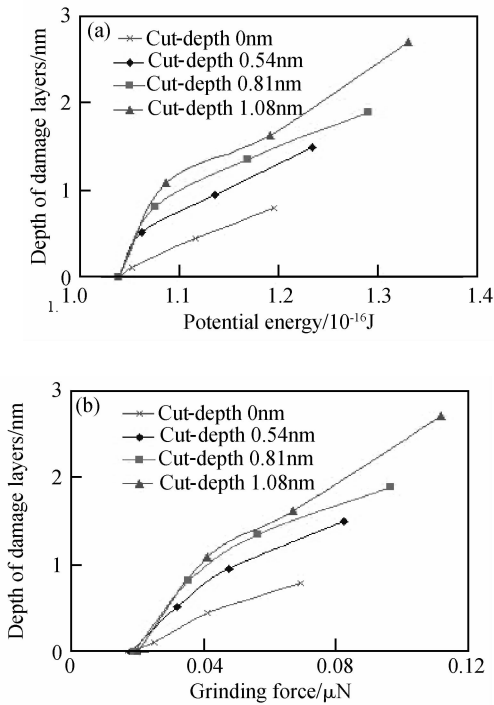 3
(a)
Cut-depth 0nm
Cut-depth 0.54nm
Cut-depth 0.81nm
Cut-depth 1.08nm
2
1
0
Depth of damage layers/nm
1.0
1.1
1.2
1.3
1.4
1.
Potential energy/10⁻¹⁶J
3
(b)
Cut-depth 0nm
Cut-depth 0.54nm
Cut-depth 0.81nm
Cut-depth 1.08nm
2
1
0
Depth of damage layers/nm
0
0.04
0.08
0.12
Grinding force/μN